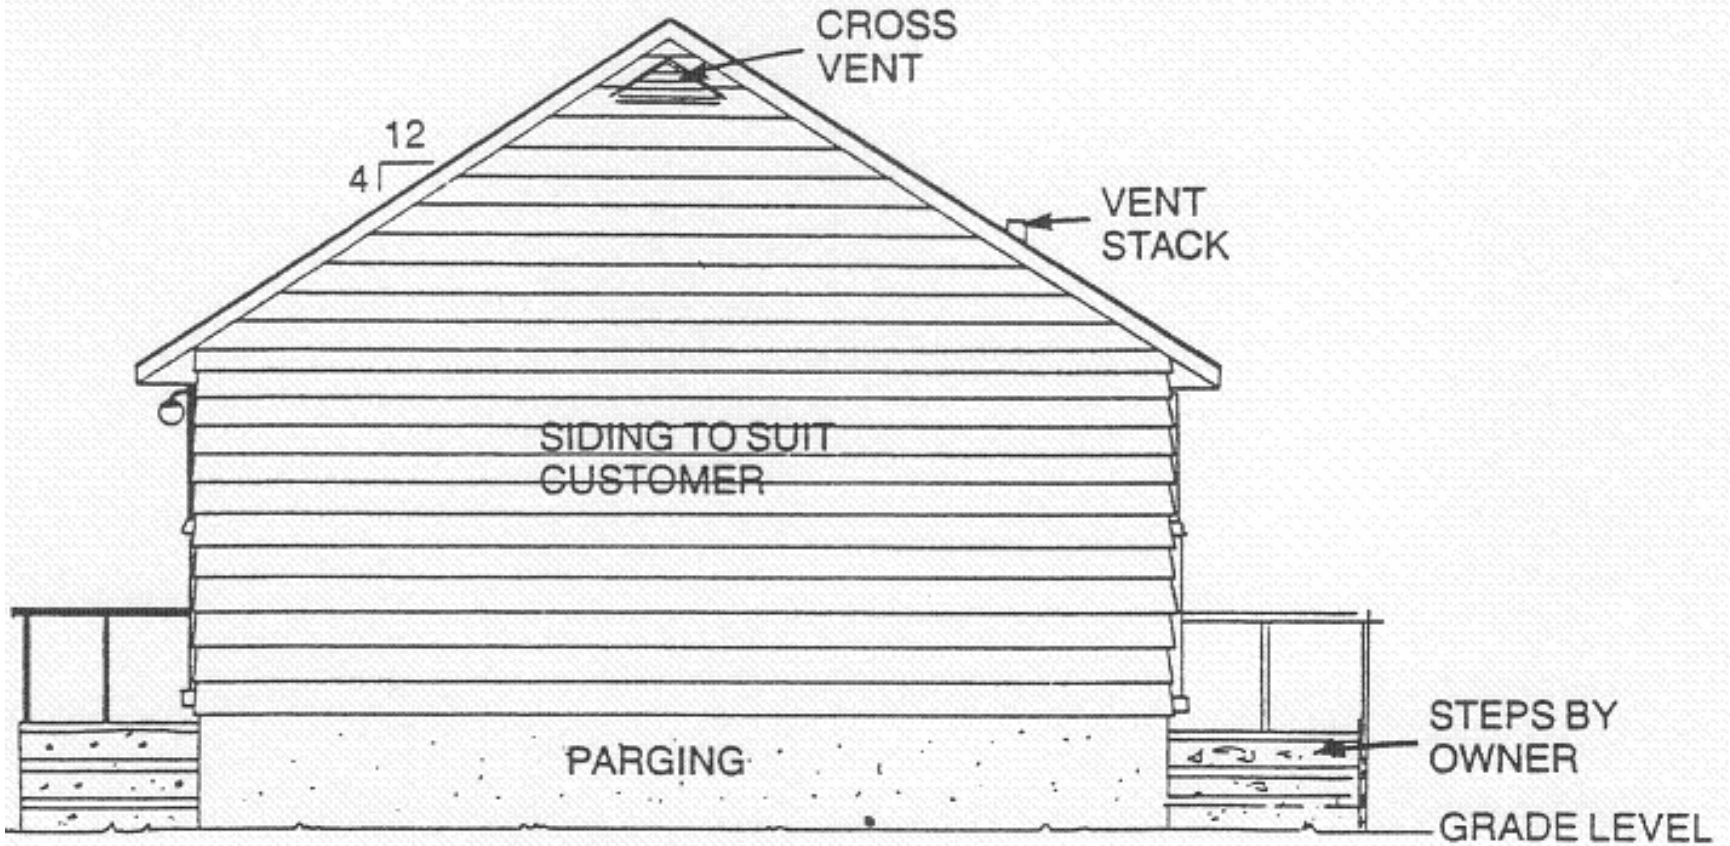 CROSS
VENT
12
4
VENT
STACK
SIDING TO SUIT
CUSTOMER
PARGING
STEPS BY
OWNER
GRADE LEVEL